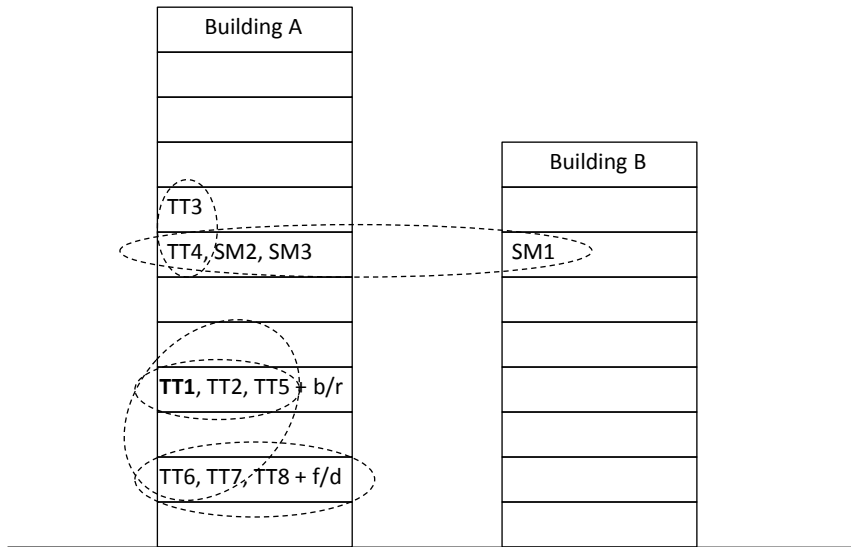 Building A
Building B
TT3
TT4, SM2, SM3
SM1
TT1, TT2, TT5 + b/r
TT6, TT7, TT8 + f/d